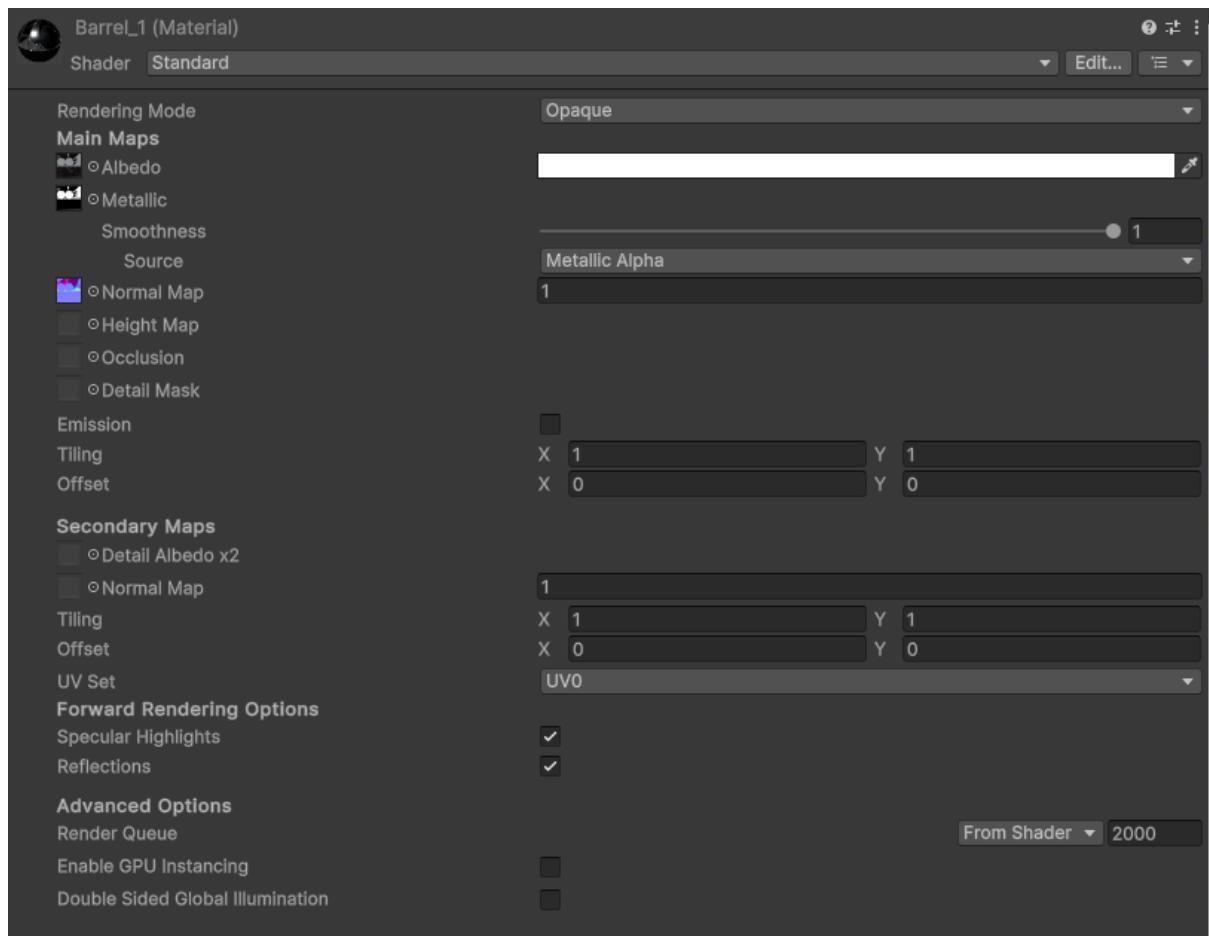 Barrel_1 (Material)
Shader Standard Edit...
Rendering Mode Opaque
Main Maps
Albedo
Metallic
Smoothness 1
Source Metallic Alpha
Normal Map 1
Height Map
Occlusion
Detail Mask
Emission
Tiling X 1 Y 1
Offset X 0 Y 0
Secondary Maps
Detail Albedo x2
Normal Map 1
Tiling X 1 Y 1
Offset X 0 Y 0
UV Set UV0
Forward Rendering Options
Specular Highlights
Reflections
Advanced Options
Render Queue From Shader 2000
Enable GPU Instancing
Double Sided Global Illumination